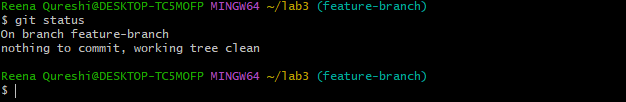 Reena Qureshi@DESKTOP-TC5MOFP MINGW64 ~/lab3 (feature-branch)
$ git status
On branch feature-branch
nothing to commit, working tree clean
Reena Qureshi@DESKTOP-TC5MOFP MINGW64 ~/lab3 (feature-branch)
$